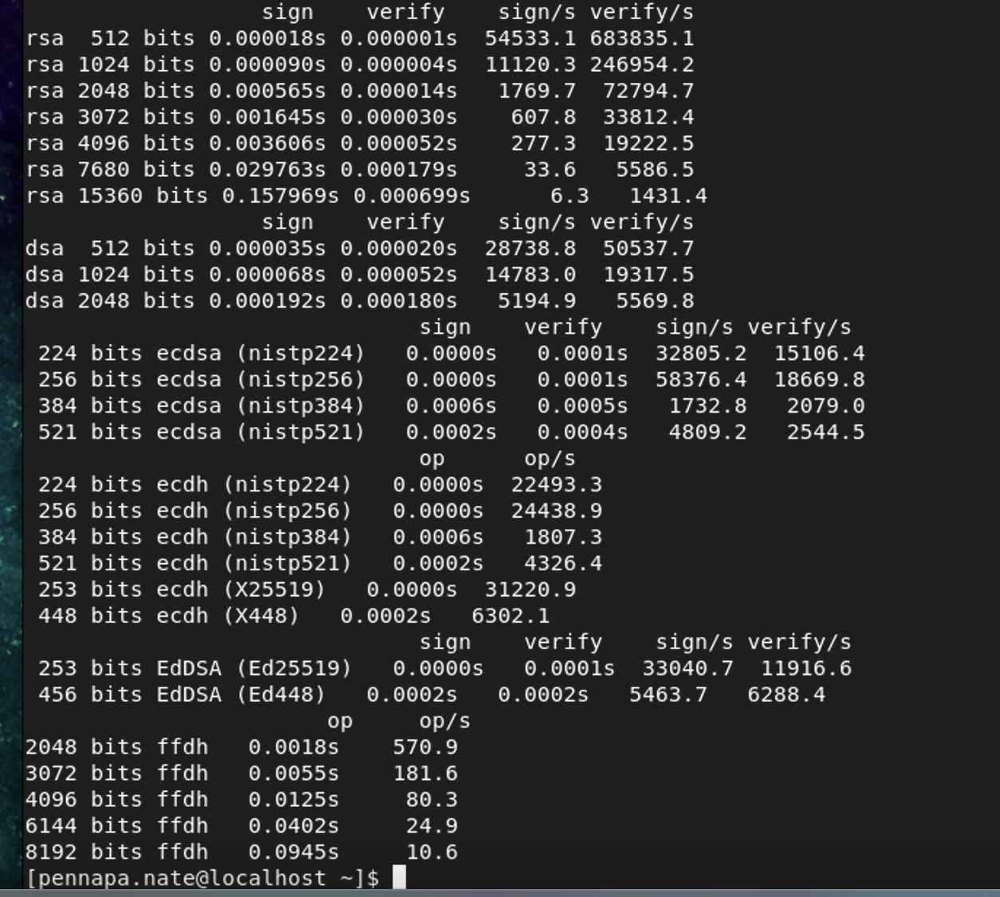 sign verify sign/s verify/s
rsa 512 bits 0.000018s 0.000001s 54533.1 683835.1
rsa 1024 bits 0.000090s 0.000004s 11120.3 246954.2
rsa 2048 bits 0.000565s 0.000014s 1769.7 72794.7
rsa 3072 bits 0.001645s 0.000030s 607.8 33812.4
rsa 4096 bits 0.003606s 0.000052s 277.3 19222.5
rsa 7680 bits 0.029763s 0.000179s 33.6 5586.5
rsa 15360 bits 0.157969s 0.000699s 6.3 1431.4
sign verify sign/s verify/s
dsa 512 bits 0.000035s 0.000020s 28738.8 50537.7
dsa 1024 bits 0.000068s 0.000052s 14783.0 19317.5
dsa 2048 bits 0.000192s 0.000180s 5194.9 5569.8
sign verify sign/s verify/s
224 bits ecdsa (nistp224) 0.0000s 0.0001s 32805.2 15106.4
256 bits ecdsa (nistp256) 0.0000s 0.0001s 58376.4 18669.8
384 bits ecdsa (nistp384) 0.0006s 0.0005s 1732.8 2079.0
521 bits ecdsa (nistp521) 0.0002s 0.0004s 4809.2 2544.5
op op/s
224 bits ecdh (nistp224) 0.0000s 22493.3
256 bits ecdh (nistp256) 0.0000s 24438.9
384 bits ecdh (nistp384) 0.0006s 1807.3
521 bits ecdh (nistp521) 0.0002s 4326.4
253 bits ecdh (X25519) 0.0000s 31220.9
448 bits ecdh (X448) 0.0002s 6302.1
sign verify sign/s verify/s
253 bits EdDSA (Ed25519) 0.0000s 0.0001s 33040.7 11916.6
456 bits EdDSA (Ed448) 0.0002s 0.0002s 5463.7 6288.4
op op/s
2048 bits ffdh 0.0018s 570.9
3072 bits ffdh 0.0055s 181.6
4096 bits ffdh 0.0125s 80.3
6144 bits ffdh 0.0402s 24.9
8192 bits ffdh 0.0945s 10.6
[pennapa.nate@localhost ~]$